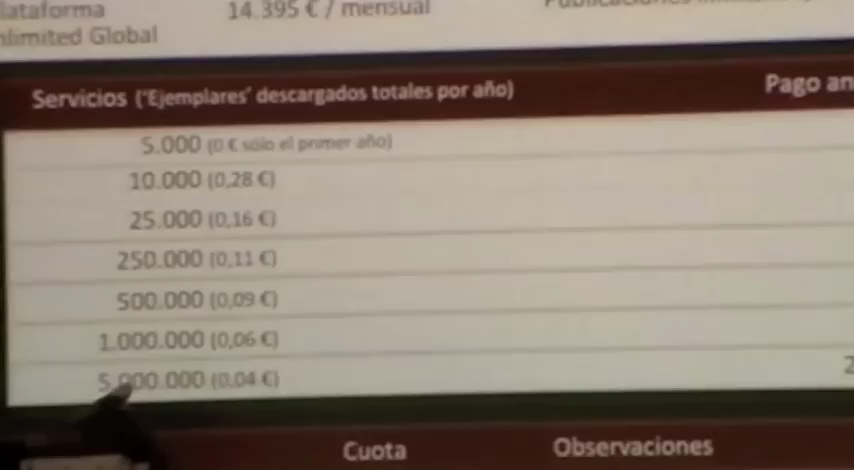 lataforma
nlimited Global
14.395 € / mensual
Servicios ('Ejemplares' descargados totales por año)
Pago an
5.000 (0 € sólo el primer año)
10.000 (0,28 €)
25.000 (0,16 €)
250.000 (0,11 €)
500.000 (0,09 €)
1.000.000 (0,06 €)
5.000.000 (0,04 €)
2
Cuota
Observaciones